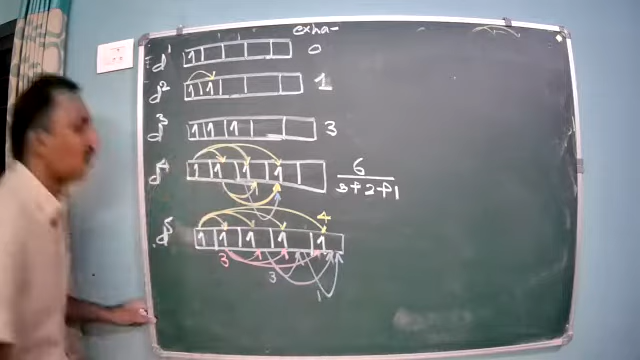 exha-
d1 1 0
d2 1 1 1
d3 1 1 1 3
d4 1 1 1 1 6
3+2+1
d5 1 1 1 1 1 4
3
3
1